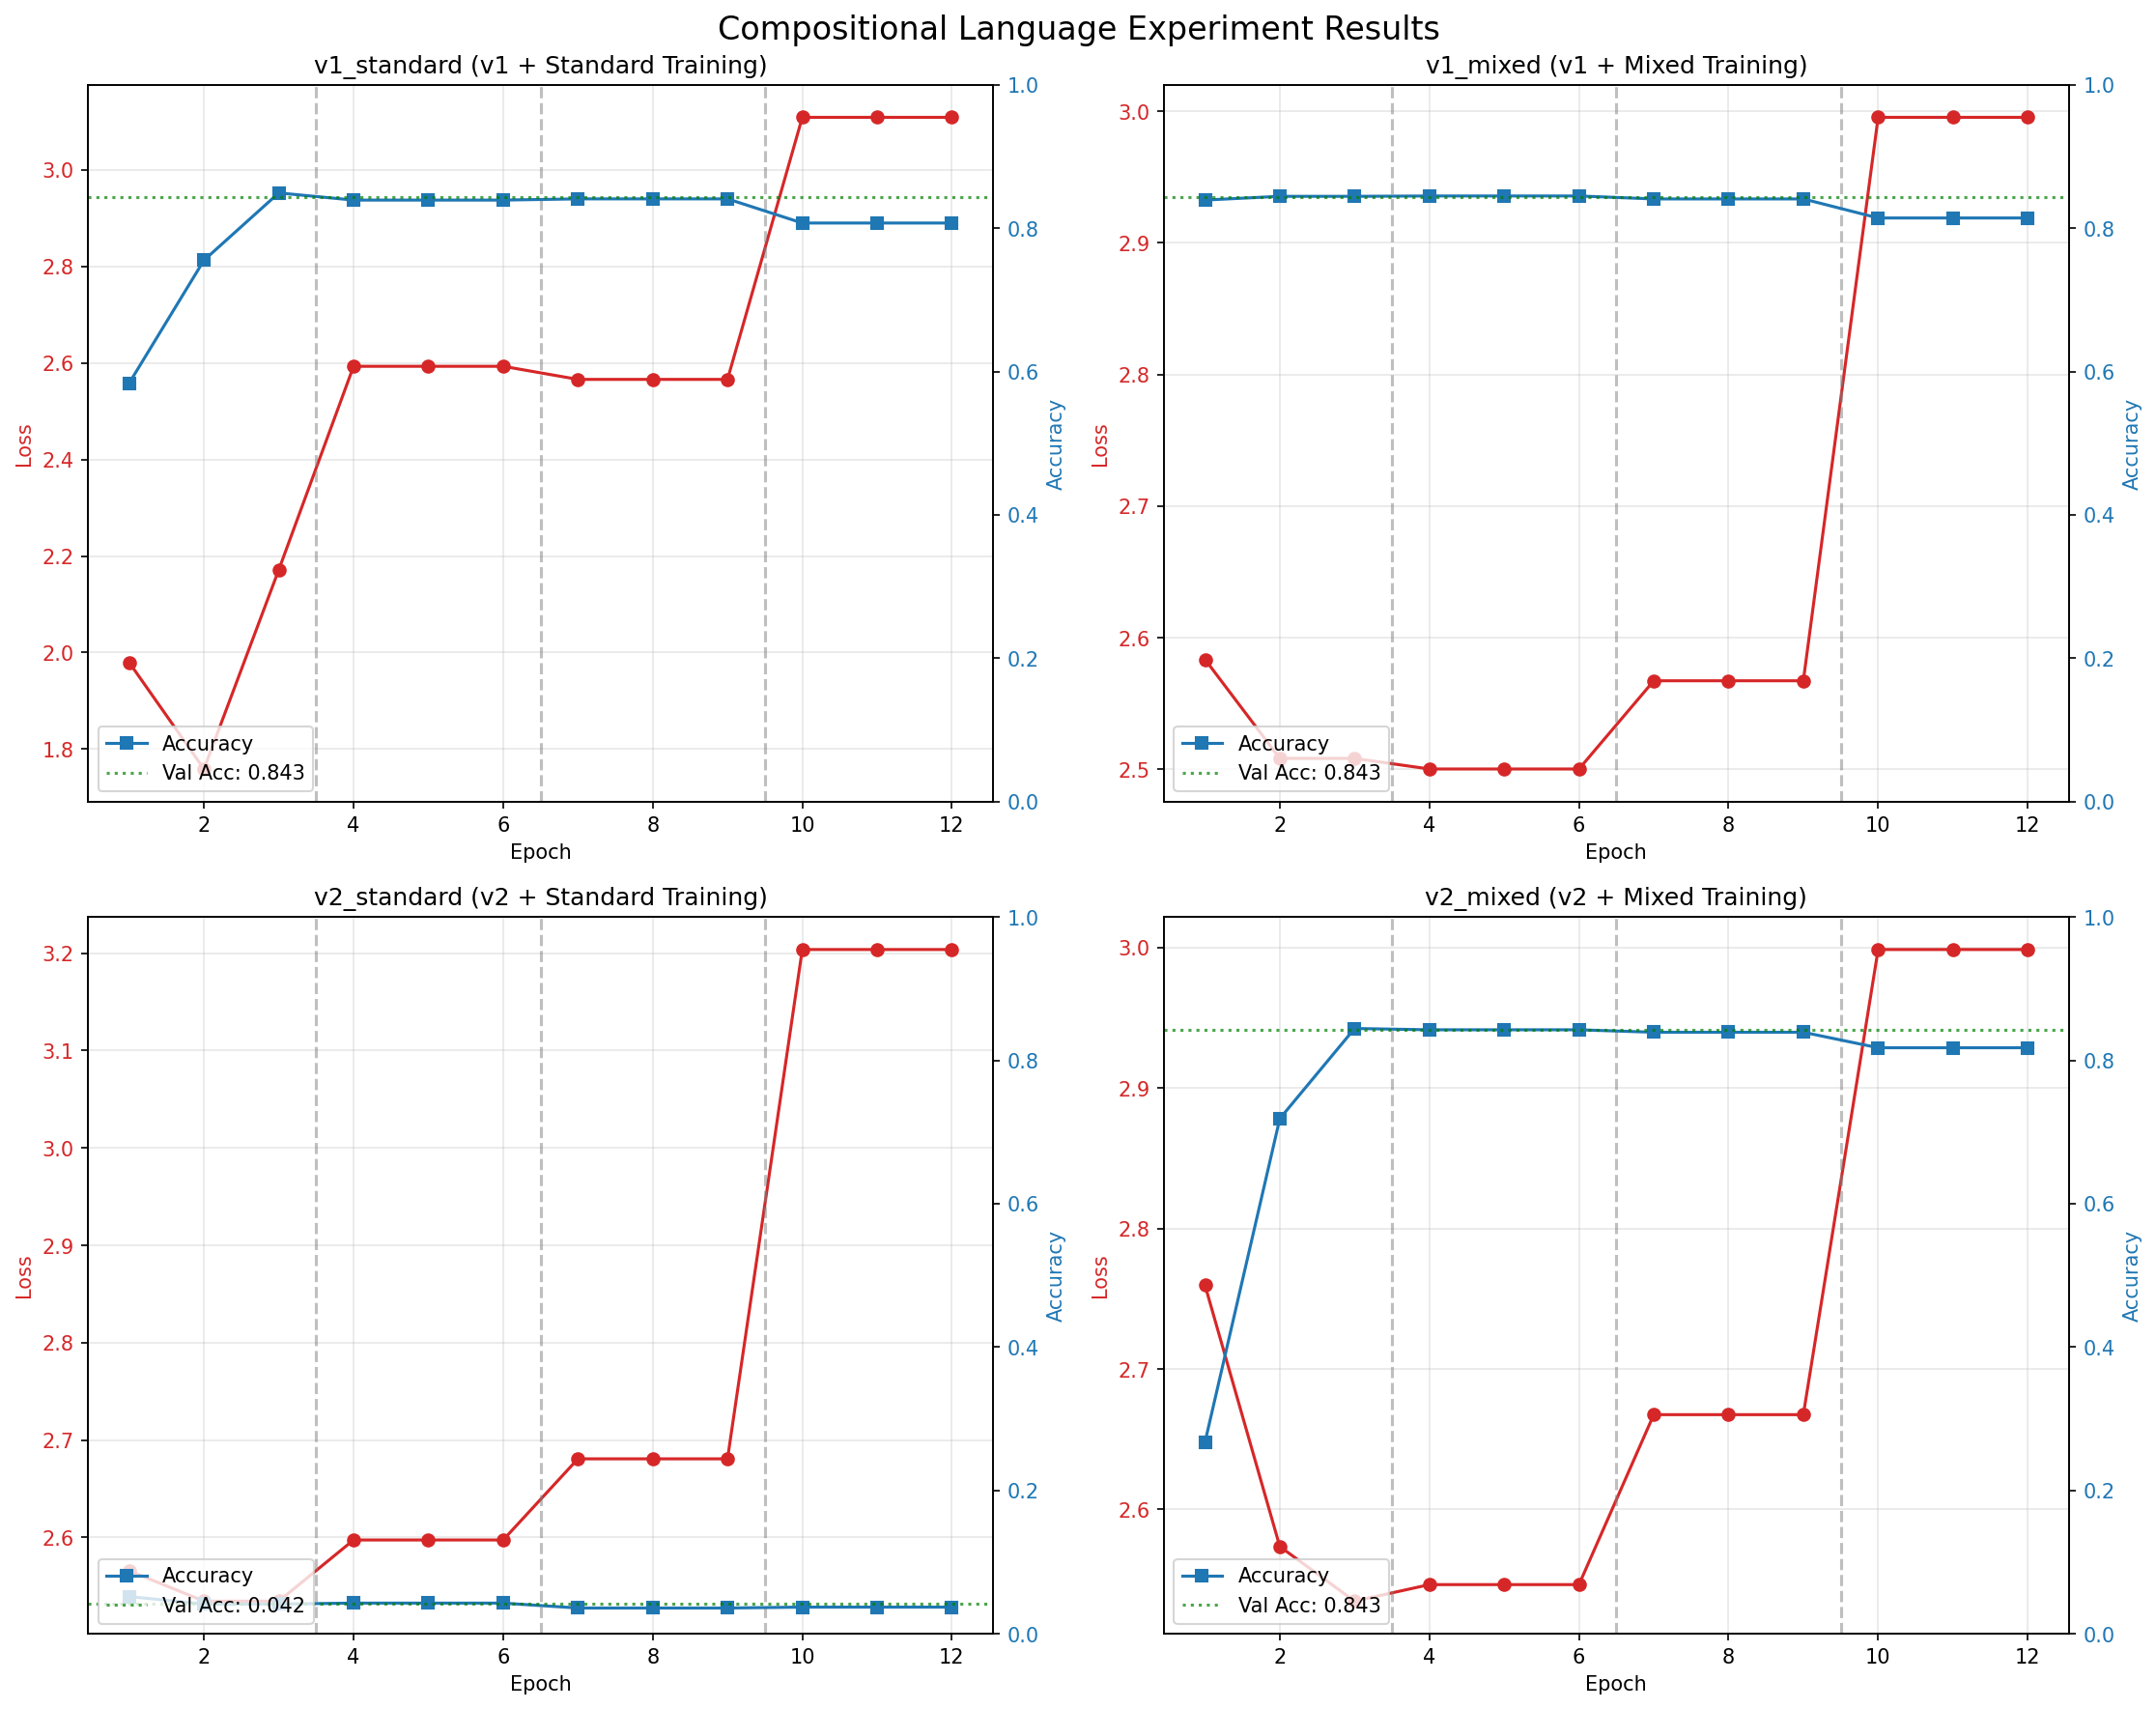 Compositional Language Experiment Results
v1_standard (v1 + Standard Training)
3.0
2.8
2.6
2.4
2.2
2.0
1.8
Loss
1.0
0.8
0.6
0.4
0.2
0.0
Accuracy
Accuracy
Val Acc: 0.843
2 4 6 8 10 12
Epoch
v1_mixed (v1 + Mixed Training)
3.0
2.9
2.8
2.7
2.6
2.5
Loss
1.0
0.8
0.6
0.4
0.2
0.0
Accuracy
Accuracy
Val Acc: 0.843
2 4 6 8 10 12
Epoch
v2_standard (v2 + Standard Training)
3.2
3.1
3.0
2.9
2.8
2.7
2.6
Loss
1.0
0.8
0.6
0.4
0.2
0.0
Accuracy
Accuracy
Val Acc: 0.042
2 4 6 8 10 12
Epoch
v2_mixed (v2 + Mixed Training)
3.0
2.9
2.8
2.7
2.6
Loss
1.0
0.8
0.6
0.4
0.2
0.0
Accuracy
Accuracy
Val Acc: 0.843
2 4 6 8 10 12
Epoch